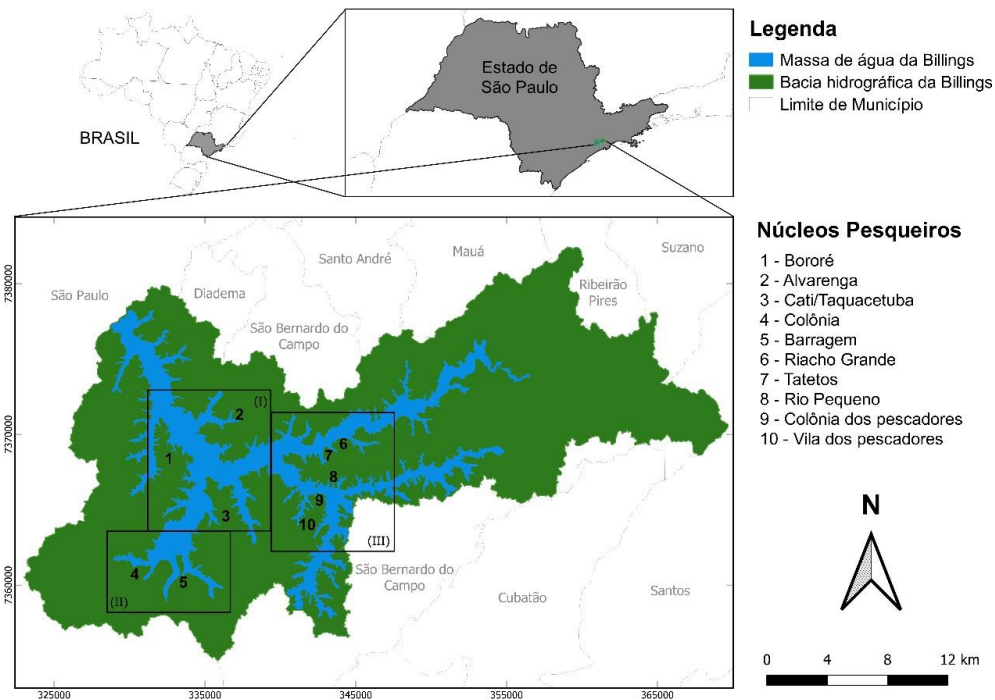 BRASIL
Estado de
São Paulo
Legenda
Massa de água da Billings
Bacia hidrográfica da Billings
Limite de Município
Núcleos Pesqueiros
1 - Bororé
2 - Alvarenga
3 - Cati/Taquacetuba
4 - Colônia
5 - Barragem
6 - Riacho Grande
7 - Tatetos
8 - Rio Pequeno
9 - Colônia dos pescadores
10 - Vila dos pescadores
São Paulo
Diadema
Santo André
Mauá
Suzano
Ribeirão
Pires
São Bernardo do
Campo
(I)
2
1
3
6
7
8
9
10
(III)
4
5
(II)
São Bernardo do
Campo
Cubatão
Santos
7380000
7370000
7360000
325000
335000
345000
355000
365000
N
0 4 8 12 km